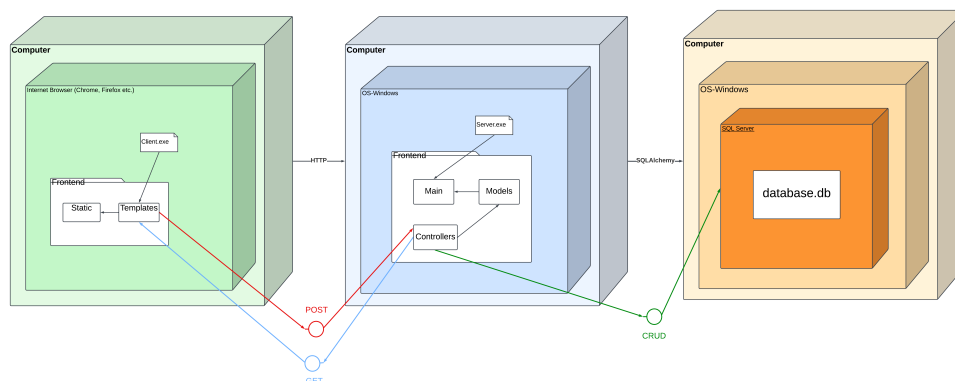 Computer
Internet Browser (Chrome, Firefox etc.)
Client.exe
Frontend
Static
Templates
HTTP
Computer
OS-Windows
Server.exe
Frontend
Main
Models
Controllers
SQLAlchemy
Computer
OS-Windows
SQL Server
database.db
POST
GET
CRUD